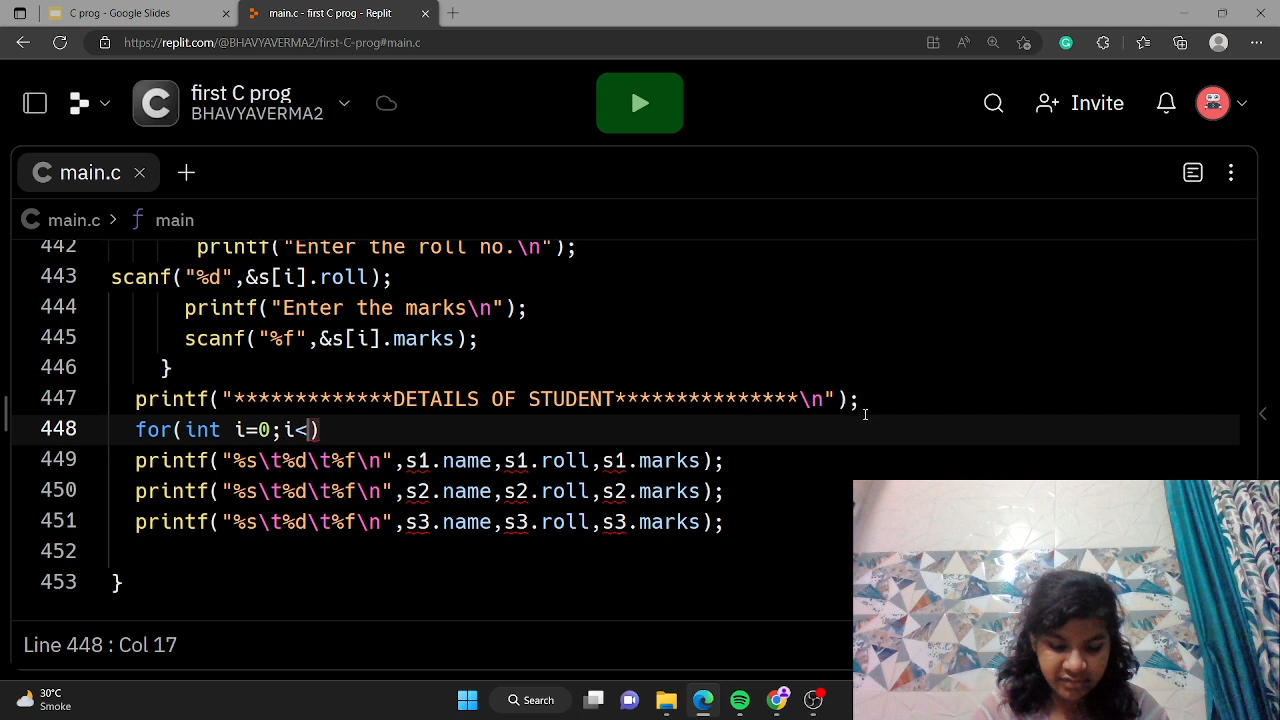 C prog - Google Slides
main.c - first C prog - Replit
https://replit.com/@BHAVYAVERMA2/first-C-prog#main.c
first C prog
BHAVYAVERMA2
Invite
main.c
main.c > main
442 printf("Enter the roll no.\n");
443 scanf("%d",&s[i].roll);
444 printf("Enter the marks\n");
445 scanf("%f",&s[i].marks);
446 }
447 printf("*************DETAILS OF STUDENT***************\n");
448 for(int i=0;i<)
449 printf("%s\t%d\t%f\n",s1.name,s1.roll,s1.marks);
450 printf("%s\t%d\t%f\n",s2.name,s2.roll,s2.marks);
451 printf("%s\t%d\t%f\n",s3.name,s3.roll,s3.marks);
452
453 }
Line 448 : Col 17
30°C
Smoke
Search